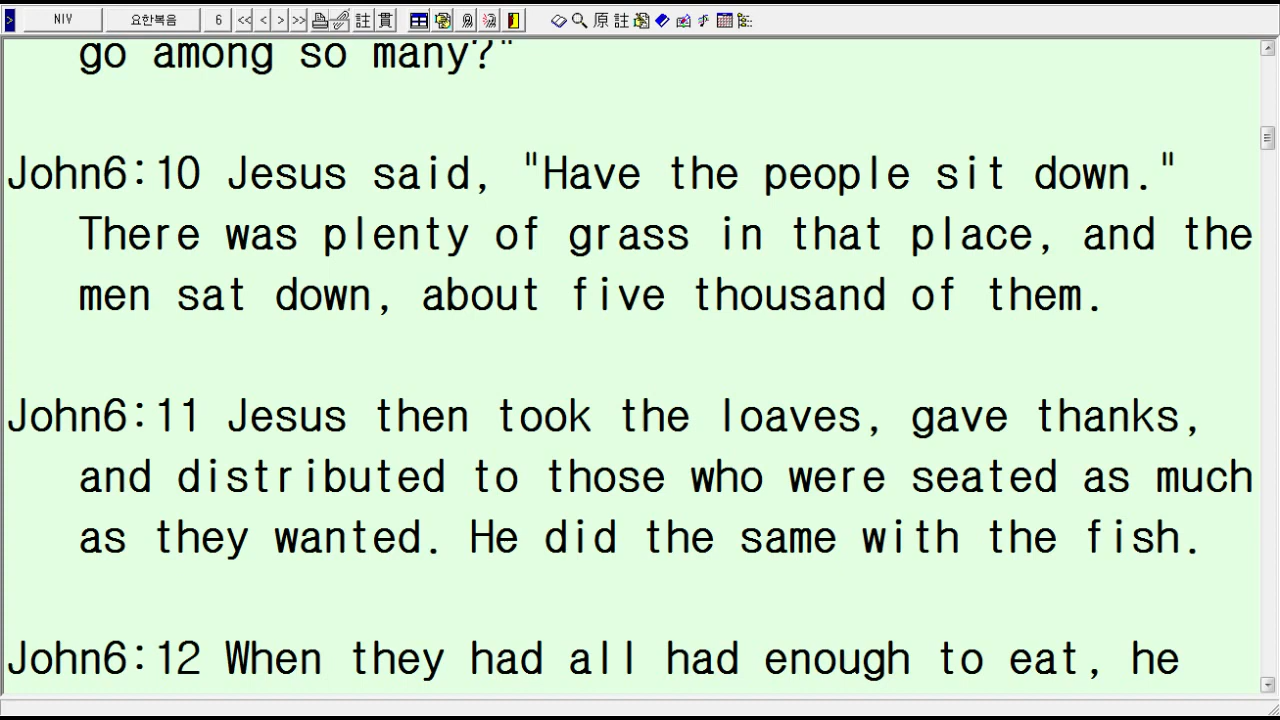 > NIV 요한복음 6 << < > >> 註 貫 原 註
go among so many?"
John6:10 Jesus said, "Have the people sit down."
There was plenty of grass in that place, and the
men sat down, about five thousand of them.
John6:11 Jesus then took the loaves, gave thanks,
and distributed to those who were seated as much
as they wanted. He did the same with the fish.
John6:12 When they had all had enough to eat, he